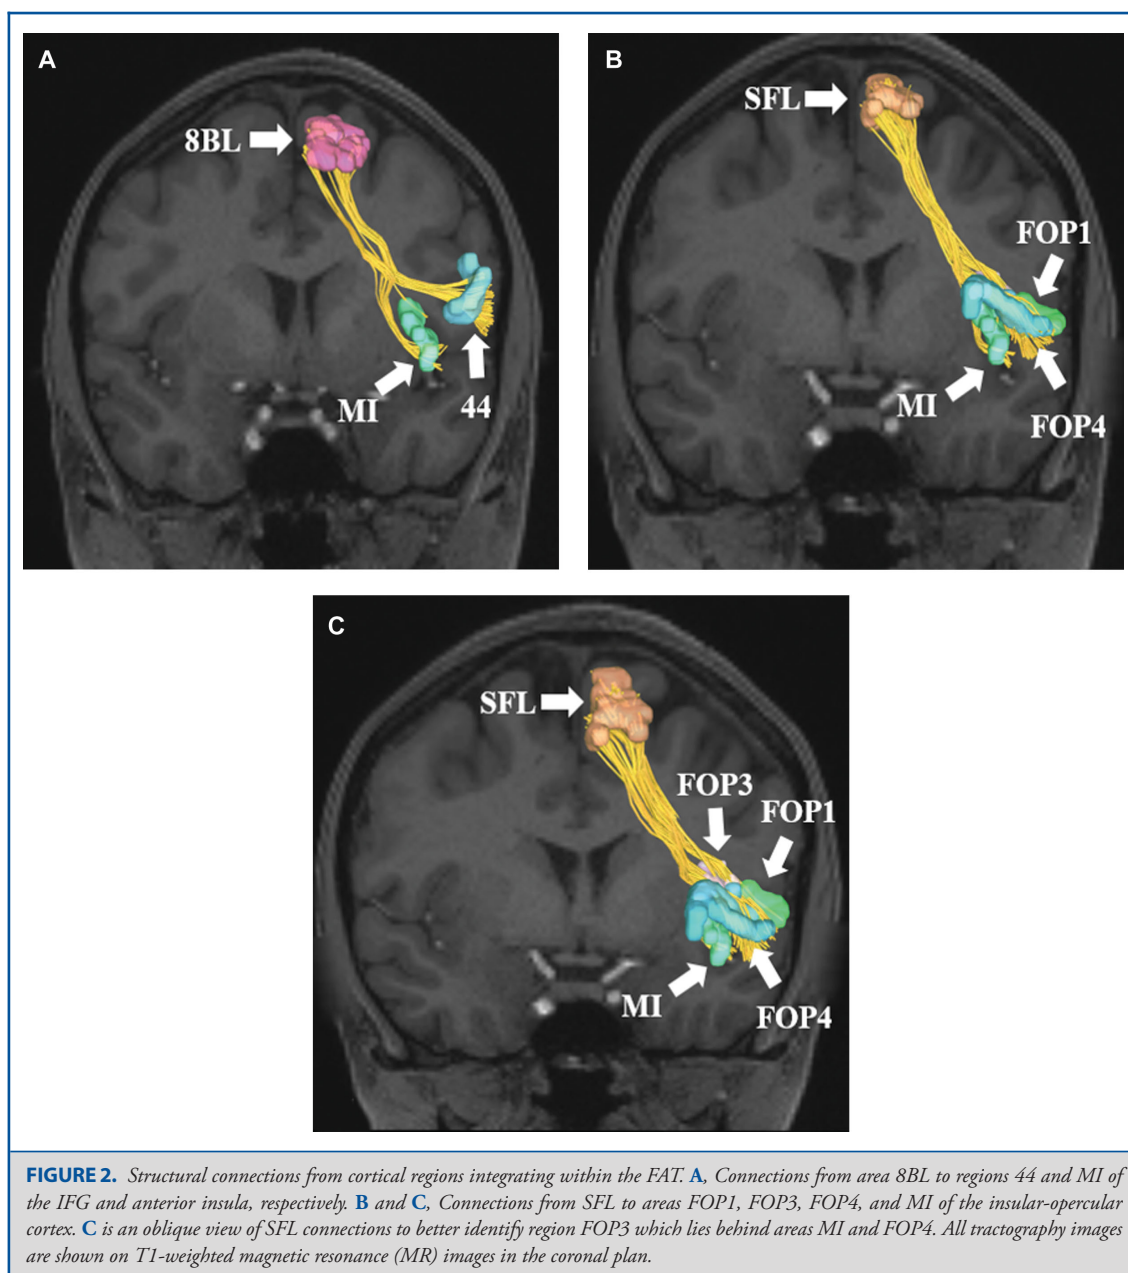 A
8BL
MI
44
B
SFL
FOP1
MI
FOP4
C
SFL
FOP3
FOP1
MI
FOP4
FIGURE 2. Structural connections from cortical regions integrating within the FAT. A, Connections from area 8BL to regions 44 and MI of
the IFG and anterior insula, respectively. B and C, Connections from SFL to areas FOP1, FOP3, FOP4, and MI of the insular-opercular
cortex. C is an oblique view of SFL connections to better identify region FOP3 which lies behind areas MI and FOP4. All tractography images
are shown on T1-weighted magnetic resonance (MR) images in the coronal plan.